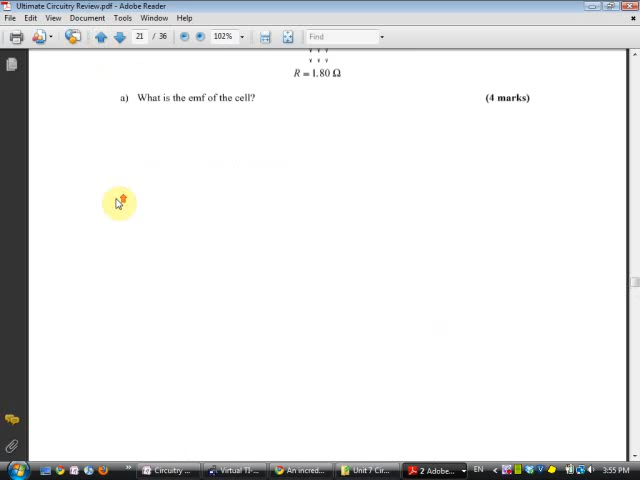 Ultimate Circuitry Review.pdf - Adobe Reader
File Edit View Document Tools Window Help
21 / 36 102% Find
R = 1.80 Ω
a) What is the emf of the cell? (4 marks)
Circuitry ... Virtual TI-... An incred... Unit 7 Cir... 2 Adobe... EN 3:55 PM